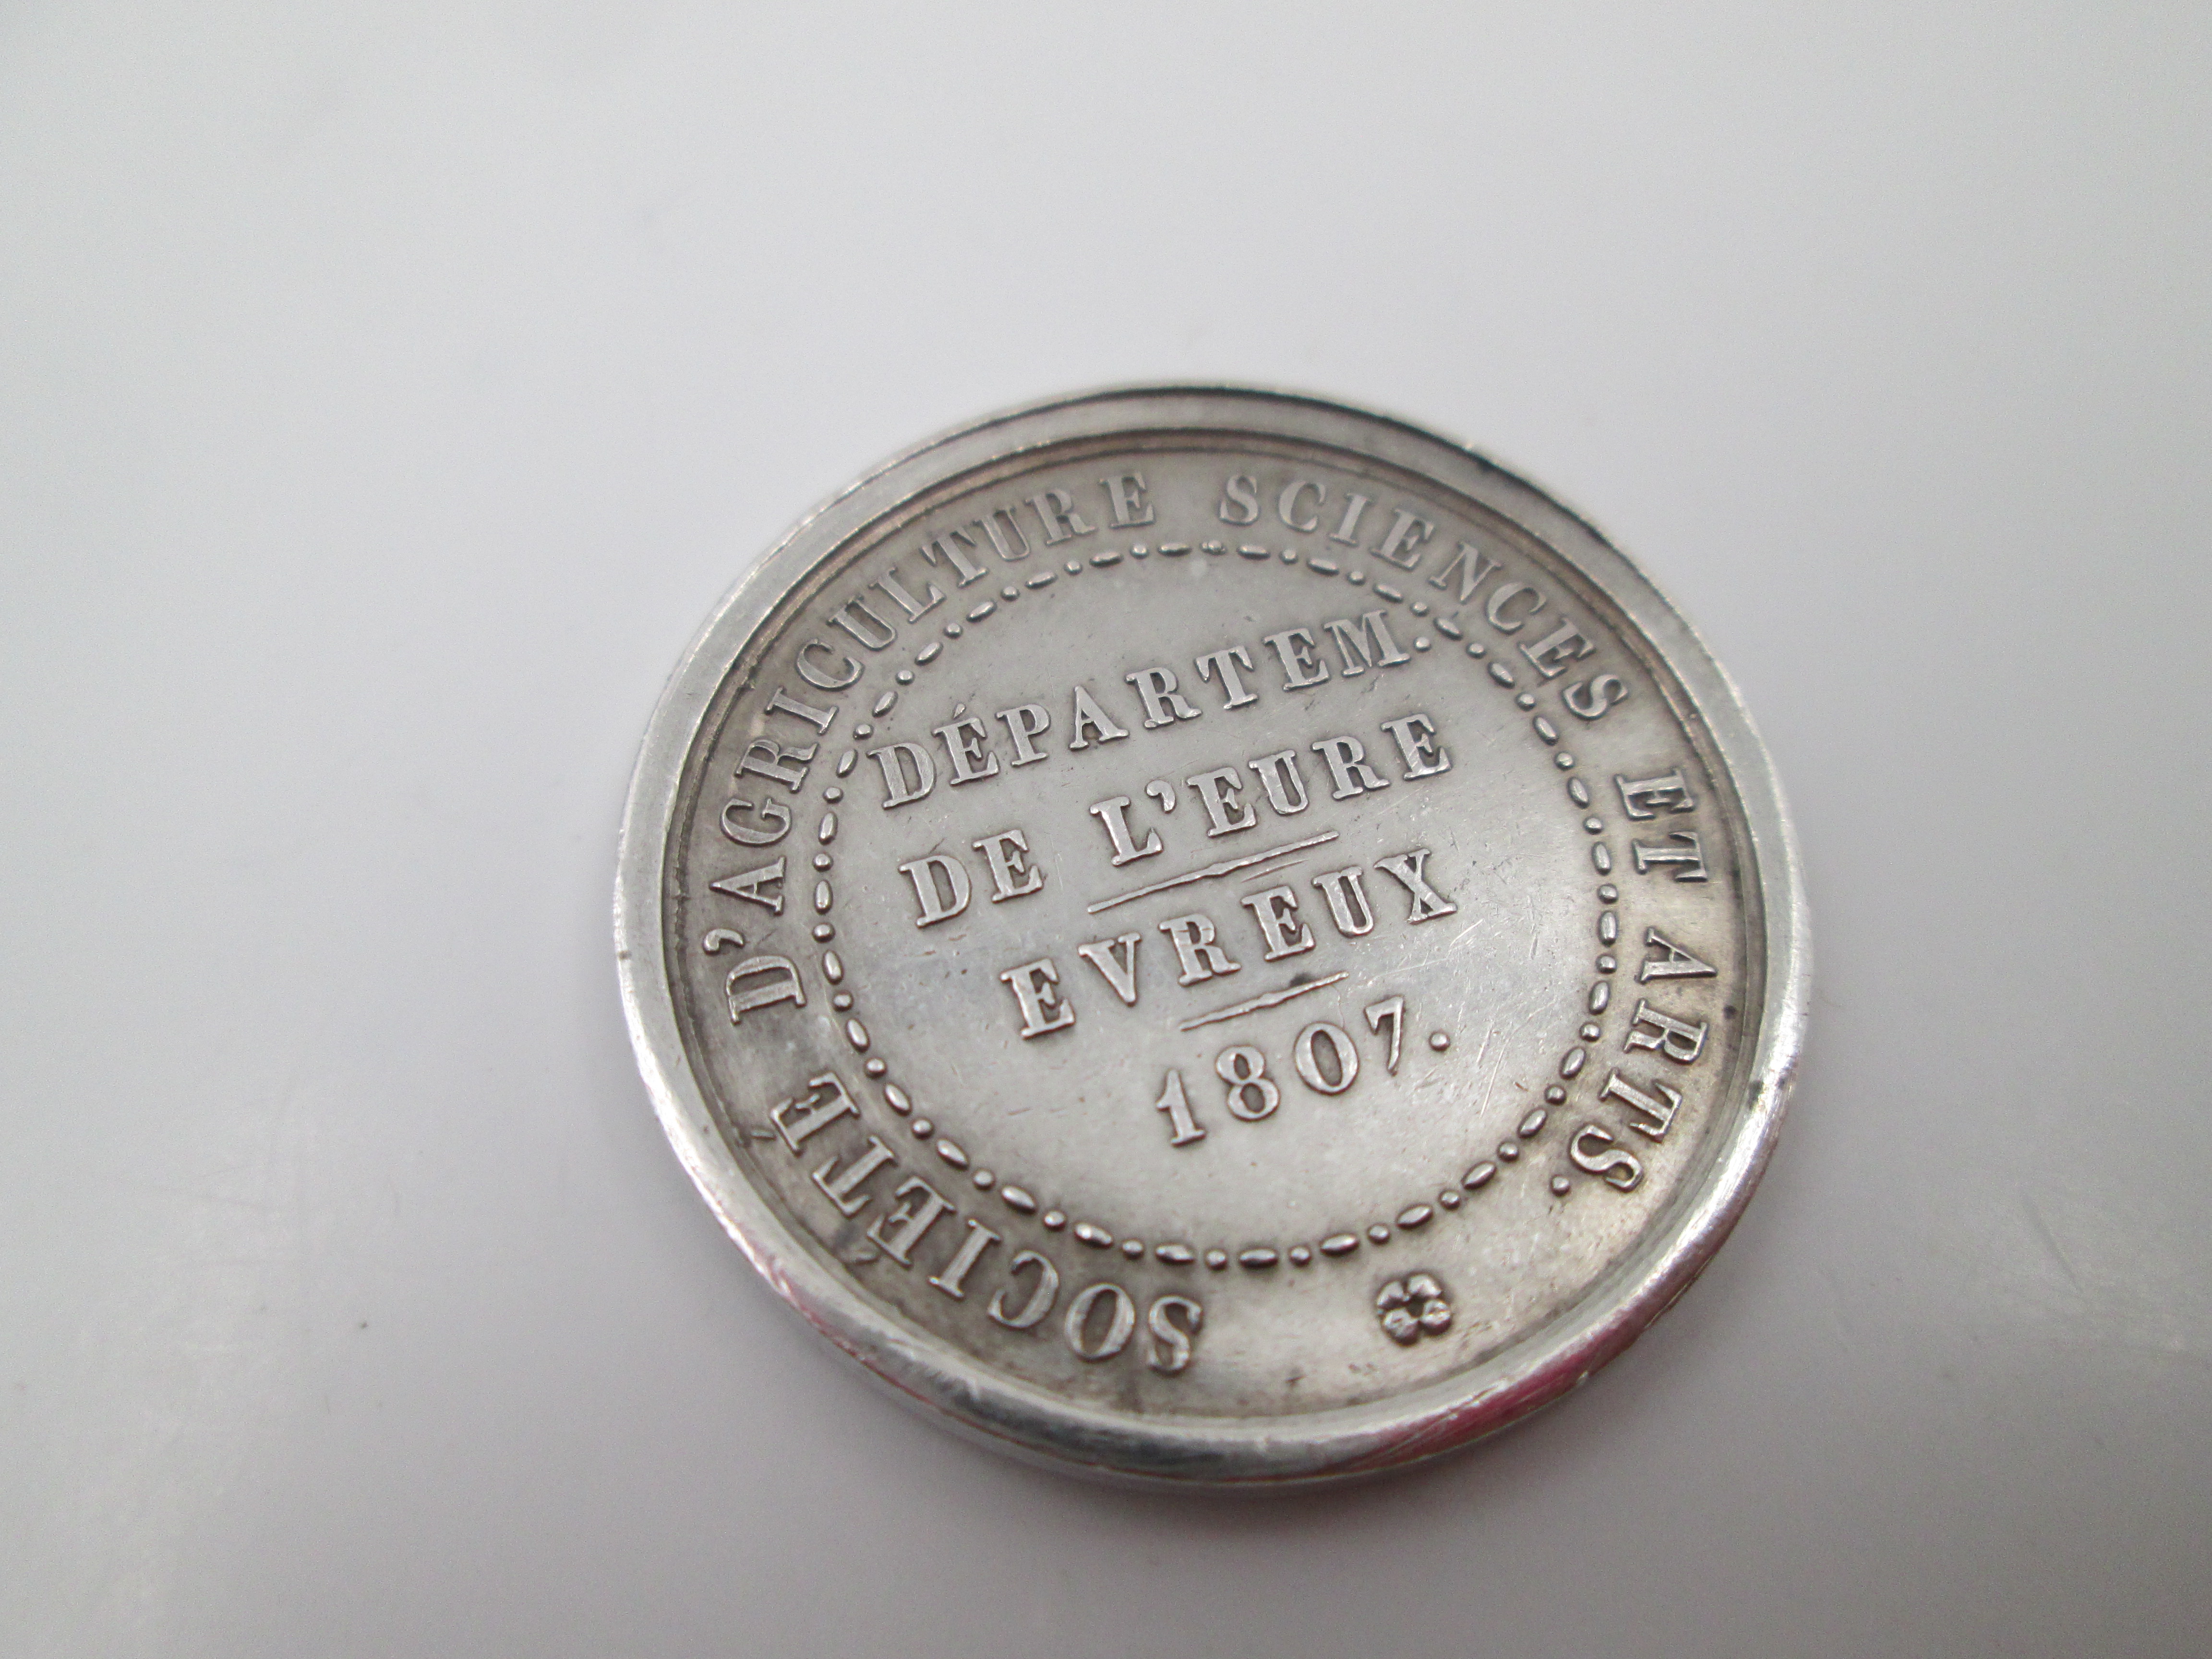 SOCIÉTÉ D'AGRICULTURE SCIENCES ET ARTS.
DÉPARTEM.
DE L'EURE
EVREUX
1807.